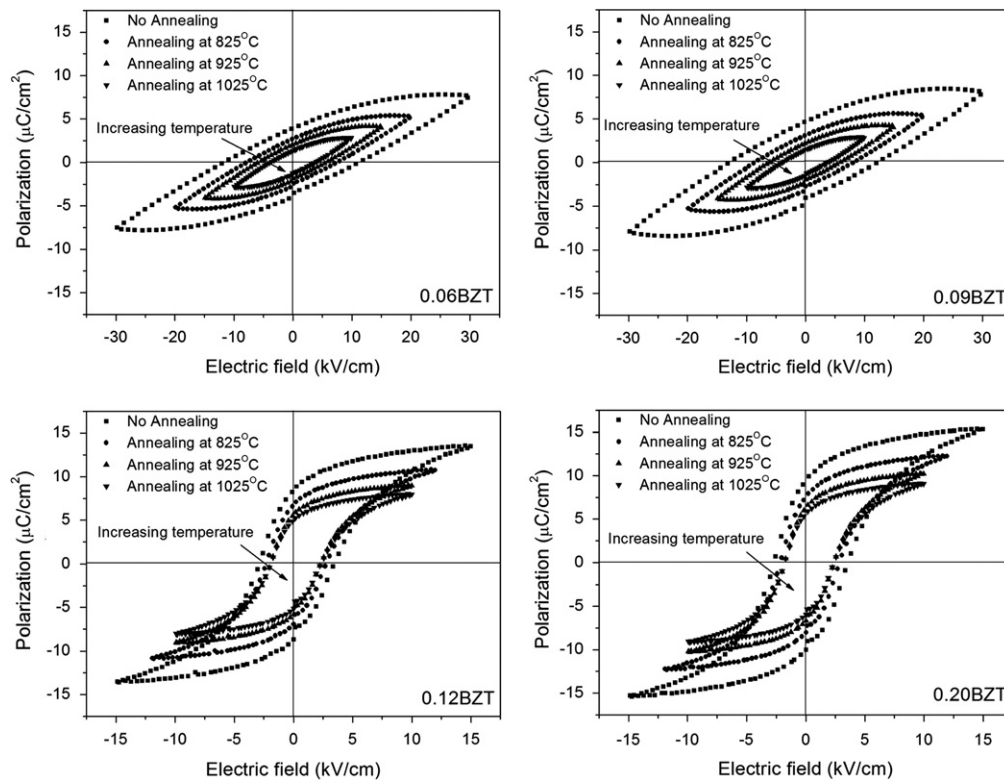 No Annealing
Annealing at 825°C
Annealing at 925°C
Annealing at 1025°C
Increasing temperature
0.06BZT
Polarization (μC/cm²)
15
10
5
0
-5
-10
-15
-30 -20 -10 0 10 20 30
Electric field (kV/cm)
No Annealing
Annealing at 825°C
Annealing at 925°C
Annealing at 1025°C
Increasing temperature
0.09BZT
Polarization (μC/cm²)
15
10
5
0
-5
-10
-15
-30 -20 -10 0 10 20 30
Electric field (kV/cm)
No Annealing
Annealing at 825°C
Annealing at 925°C
Annealing at 1025°C
Increasing temperature
0.12BZT
Polarization (μC/cm²)
15
10
5
0
-5
-10
-15
-15 -10 -5 0 5 10 15
Electric field (kV/cm)
No Annealing
Annealing at 825°C
Annealing at 925°C
Annealing at 1025°C
Increasing temperature
0.20BZT
Polarization (μC/cm²)
15
10
5
0
-5
-10
-15
-15 -10 -5 0 5 10 15
Electric field (kV/cm)